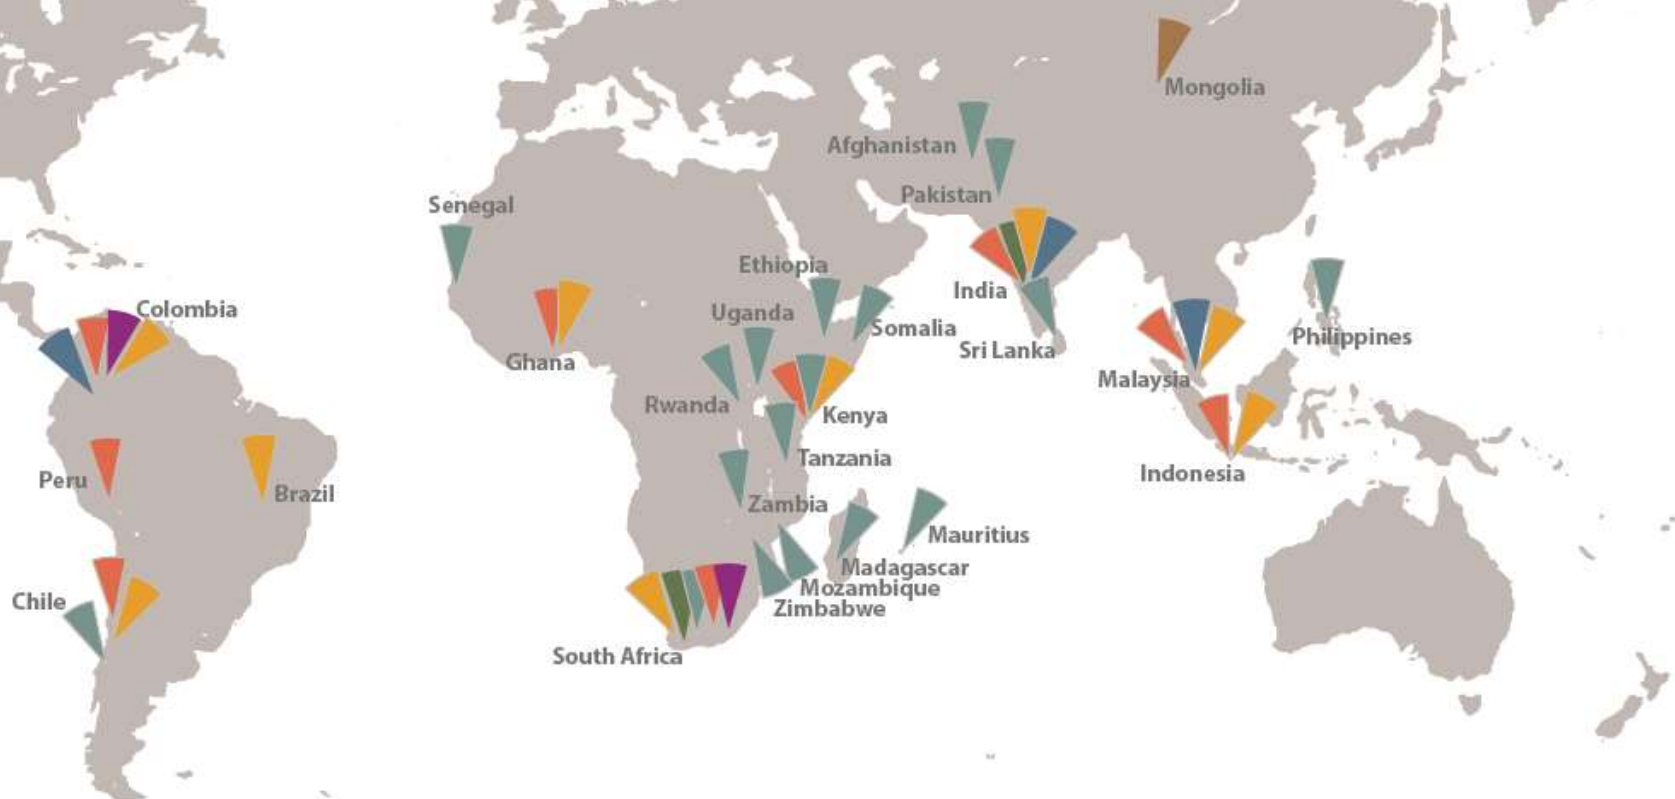 Mongolia
Afghanistan
Pakistan
Senegal
Ethiopia
India
Colombia
Uganda
Somalia
Philippines
Sri Lanka
Ghana
Malaysia
Rwanda
Kenya
Tanzania
Indonesia
Peru
Brazil
Zambia
Mauritius
Madagascar
Mozambique
Chile
Zimbabwe
South Africa